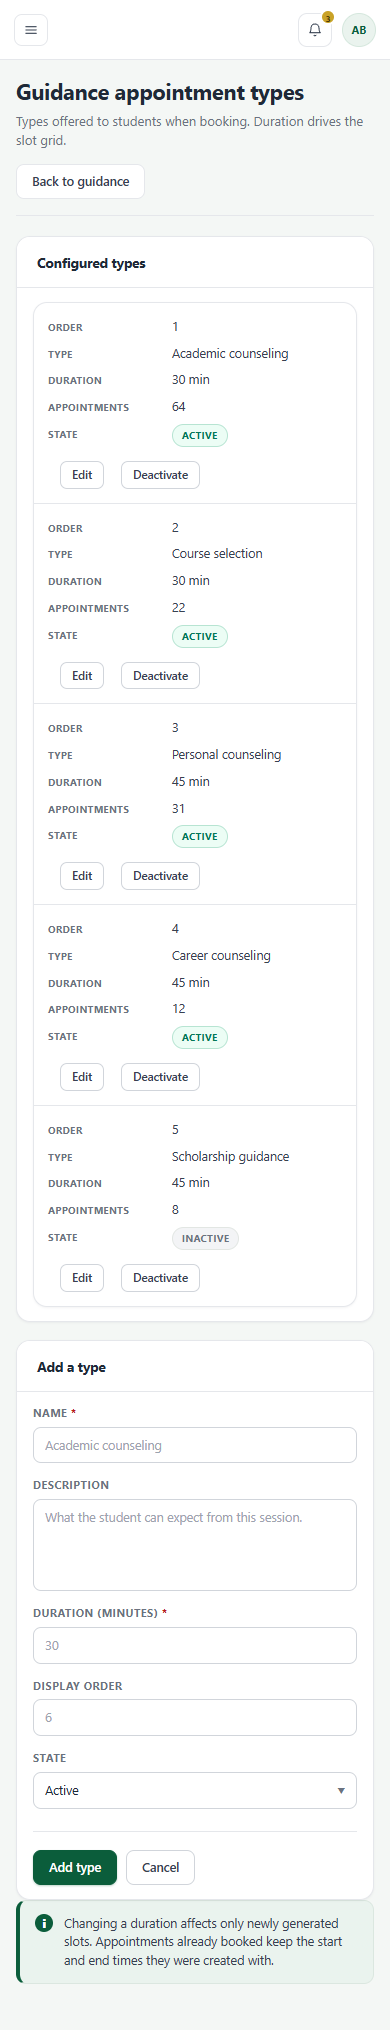 3
AB
Guidance appointment types
Types offered to students when booking. Duration drives the
slot grid.
Back to guidance
Configured types
ORDER 1
TYPE Academic counseling
DURATION 30 min
APPOINTMENTS 64
STATE ACTIVE
Edit Deactivate
ORDER 2
TYPE Course selection
DURATION 30 min
APPOINTMENTS 22
STATE ACTIVE
Edit Deactivate
ORDER 3
TYPE Personal counseling
DURATION 45 min
APPOINTMENTS 31
STATE ACTIVE
Edit Deactivate
ORDER 4
TYPE Career counseling
DURATION 45 min
APPOINTMENTS 12
STATE ACTIVE
Edit Deactivate
ORDER 5
TYPE Scholarship guidance
DURATION 45 min
APPOINTMENTS 8
STATE INACTIVE
Edit Deactivate
Add a type
NAME *
Academic counseling
DESCRIPTION
What the student can expect from this session.
DURATION (MINUTES) *
30
DISPLAY ORDER
6
STATE
Active
Add type Cancel
Changing a duration affects only newly generated
slots. Appointments already booked keep the start
and end times they were created with.